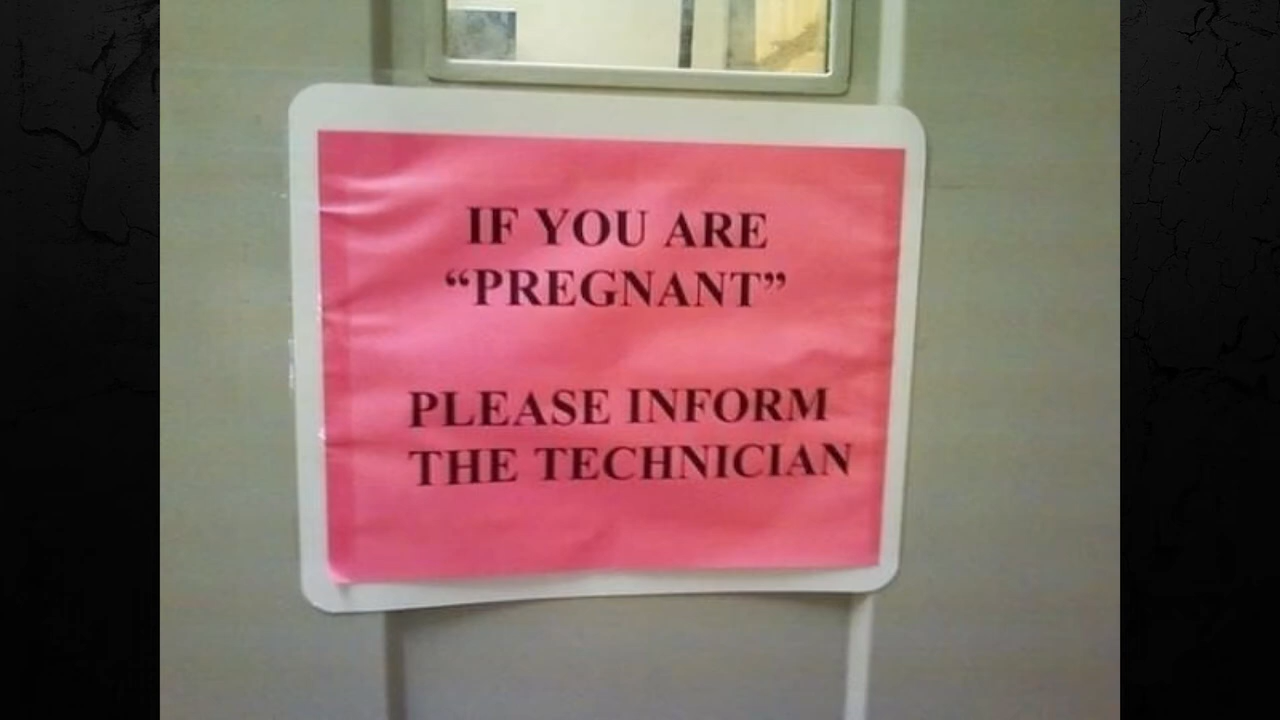 IF YOU ARE
“PREGNANT”
PLEASE INFORM
THE TECHNICIAN